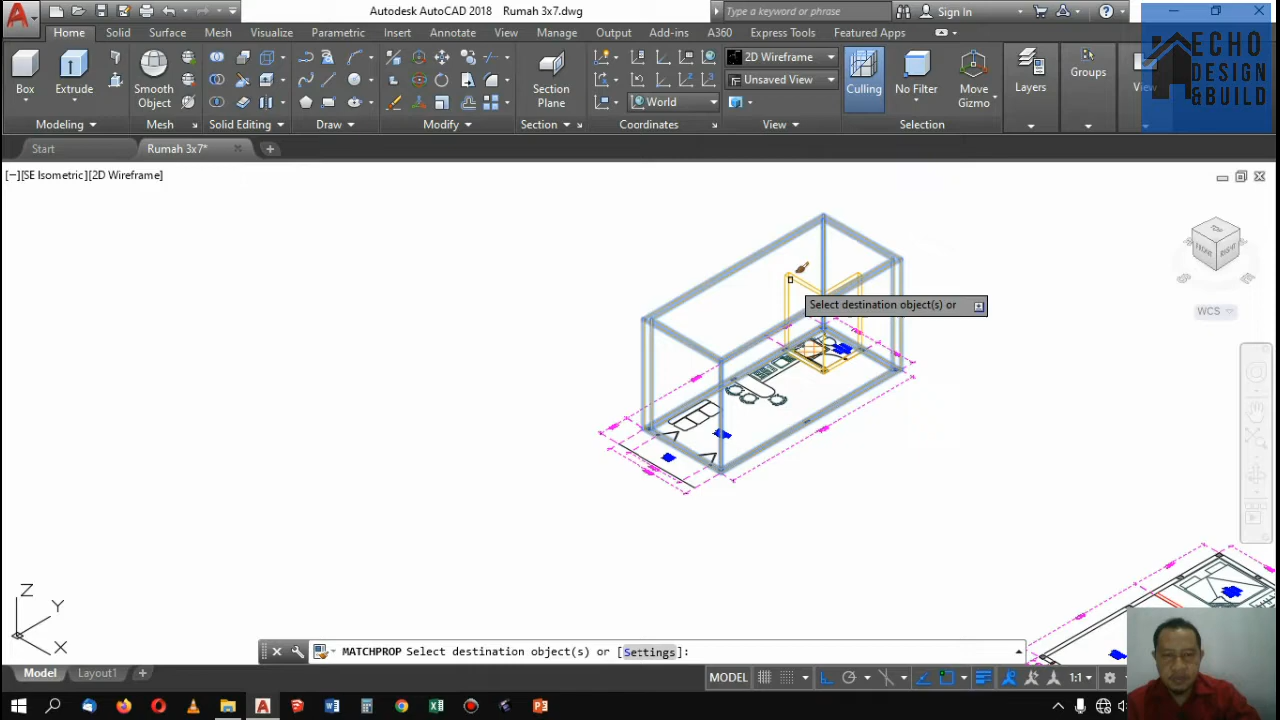 Autodesk AutoCAD 2018 Rumah 3x7.dwg
Type a keyword or phrase
Sign In
Home Solid Surface Mesh Visualize Parametric Insert Annotate View Manage Output Add-ins A360 Express Tools Featured Apps
ECHO
DESIGN
&BUILD
Box
Extrude
Smooth
Object
Section
Plane
2D Wireframe
Unsaved View
World
Culling
No Filter
Move
Gizmo
Layers
Groups
View
Modeling
Mesh
Solid Editing
Draw
Modify
Section
Coordinates
View
Selection
Start
Rumah 3x7*
[−][SE Isometric][2D Wireframe]
TOP
FRONT
RIGHT
S
E
WCS
Select destination object(s) or
Z
Y
X
MATCHPROP Select destination object(s) or [Settings]:
Model
Layout1
MODEL
1:1